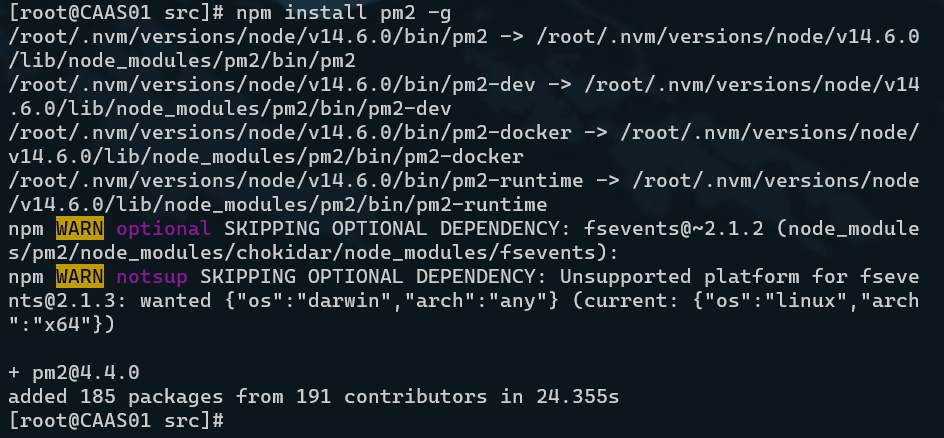 [root@CAAS01 src]# npm install pm2 -g
/root/.nvm/versions/node/v14.6.0/bin/pm2 -> /root/.nvm/versions/node/v14.6.0
/lib/node_modules/pm2/bin/pm2
/root/.nvm/versions/node/v14.6.0/bin/pm2-dev -> /root/.nvm/versions/node/v14
.6.0/lib/node_modules/pm2/bin/pm2-dev
/root/.nvm/versions/node/v14.6.0/bin/pm2-docker -> /root/.nvm/versions/node/
v14.6.0/lib/node_modules/pm2/bin/pm2-docker
/root/.nvm/versions/node/v14.6.0/bin/pm2-runtime -> /root/.nvm/versions/node
/v14.6.0/lib/node_modules/pm2/bin/pm2-runtime
npm WARN optional SKIPPING OPTIONAL DEPENDENCY: fsevents@~2.1.2 (node_module
s/pm2/node_modules/chokidar/node_modules/fsevents):
npm WARN notsup SKIPPING OPTIONAL DEPENDENCY: Unsupported platform for fseve
nts@2.1.3: wanted {"os":"darwin","arch":"any"} (current: {"os":"linux","arch
":"x64"})
+ pm2@4.4.0
added 185 packages from 191 contributors in 24.355s
[root@CAAS01 src]#